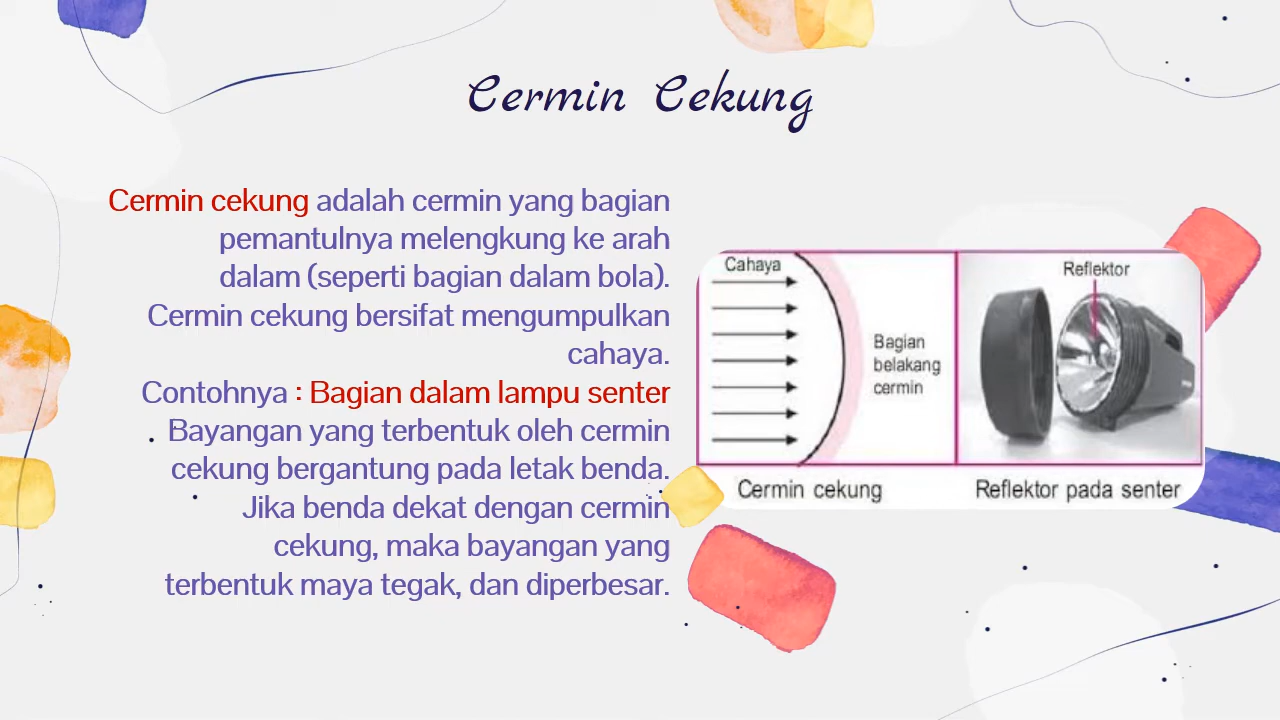 Cermin Cekung
Cermin cekung adalah cermin yang bagian
pemantulnya melengkung ke arah
dalam (seperti bagian dalam bola).
Cermin cekung bersifat mengumpulkan
cahaya.
Contohnya : Bagian dalam lampu senter
Bayangan yang terbentuk oleh cermin
cekung bergantung pada letak benda.
Jika benda dekat dengan cermin
cekung, maka bayangan yang
terbentuk maya tegak, dan diperbesar.
Cahaya
Bagian
belakang
cermin
Cermin cekung
Reflektor
Reflektor pada senter